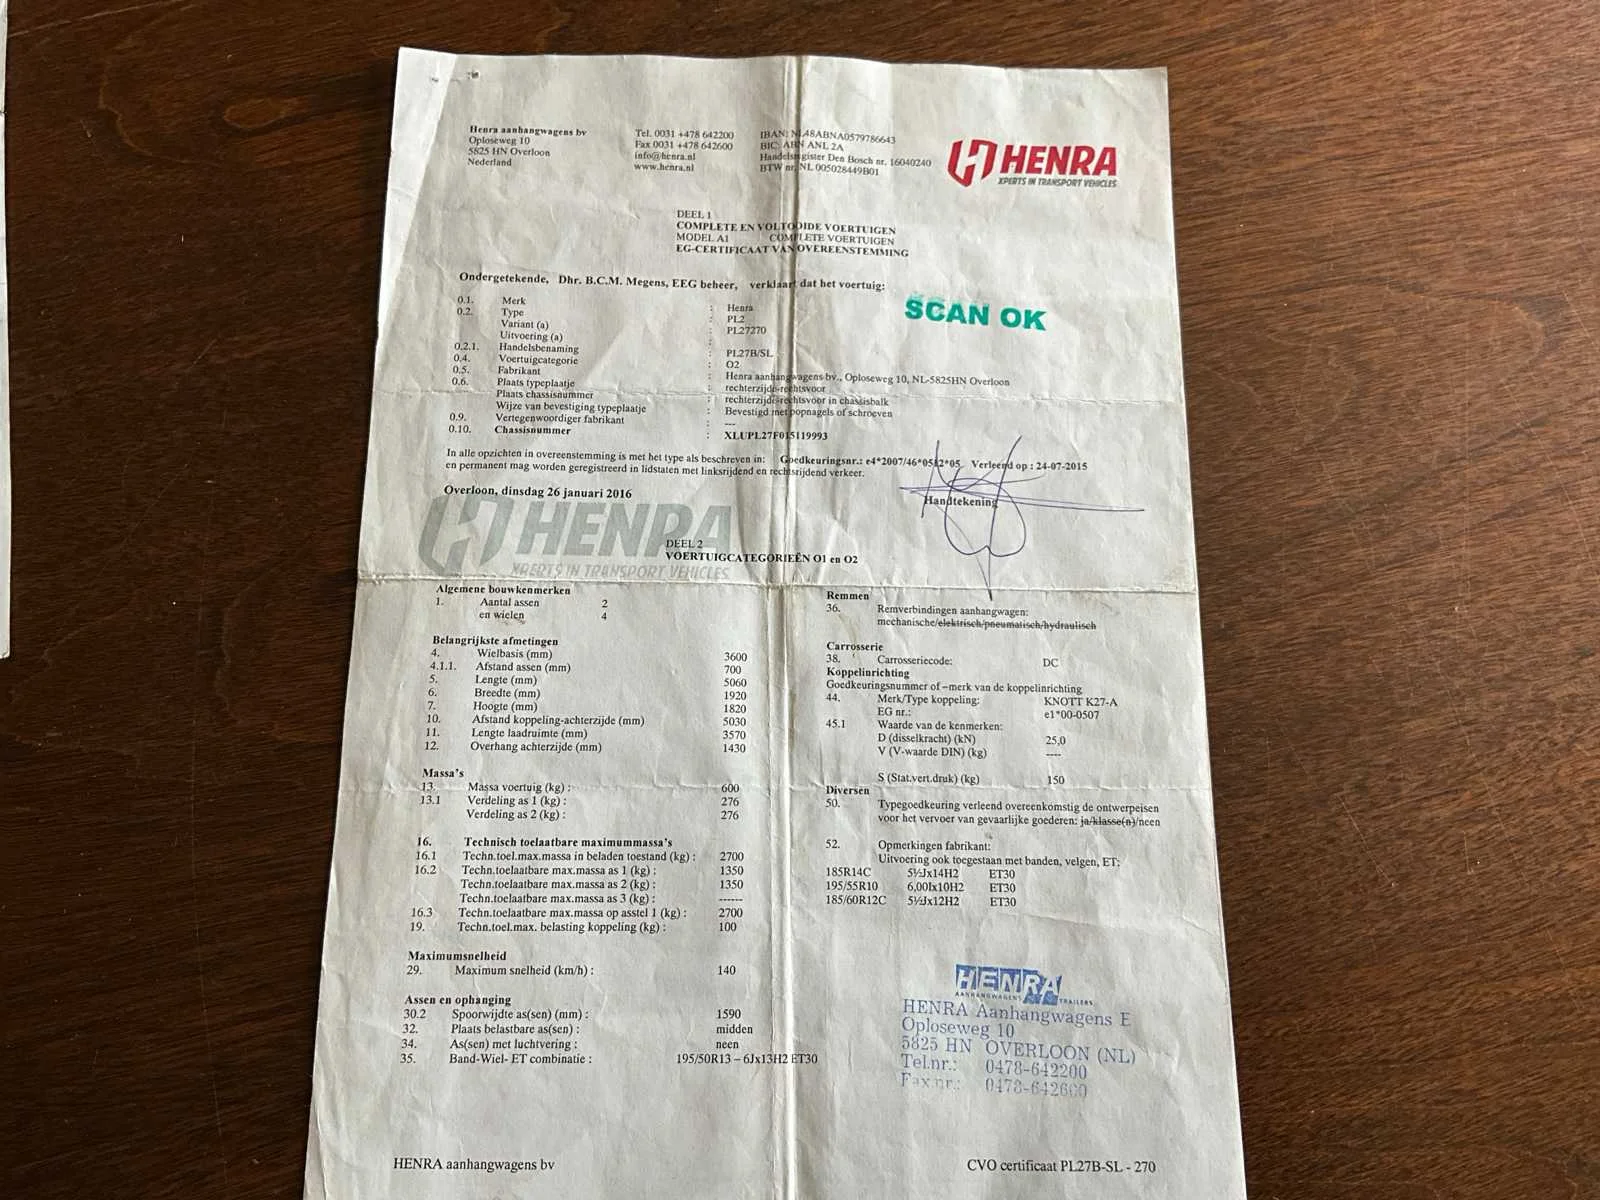 Henra aanhangwagens bv
Oploseweg 10
5825 HN Overloon
Nederland
Tel. 0031 +478 642200
Fax 0031 +478 642600
info@henra.nl
www.henra.nl
IBAN: NL48ABNA0579786643
BIC: ABN ANL 2A
Handelsregister Den Bosch nr. 16040240
BTW nr. NL 005028449B01
HENRA
XPERTS IN TRANSPORT VEHICLES
DEEL 1
COMPLETE EN VOLTOOIDE VOERTUIGEN
MODEL A1 COMPLETE VOERTUIGEN
EG-CERTIFICAAT VAN OVEREENSTEMMING
Ondergetekende, Dhr. B.C.M. Megens, EEG beheer, verklaart dat het voertuig:
SCAN OK
0.1. Merk : Henra
0.2. Type : PL2
Variant (a) : PL27270
Uitvoering (a) :
0.2.1. Handelsbenaming : PL27B/SL
0.4. Voertuigcategorie : O2
0.5. Fabrikant : Henra aanhangwagens bv., Oploseweg 10, NL-5825HN Overloon
0.6. Plaats typeplaatje : rechterzijde-rechtsvoor
Plaats chassisnummer : rechterzijde-rechtsvoor in chassisbalk
Wijze van bevestiging typeplaatje : Bevestigd met popnagels of schroeven
0.9. Vertegenwoordiger fabrikant : ---
0.10. Chassisnummer : XLUPL27F015119993
In alle opzichten in overeenstemming is met het type als beschreven in: Goedkeuringsnr.: e4*2007/46*0512*05 Verleend op : 24-07-2015
en permanent mag worden geregistreerd in lidstaten met linksrijdend en rechtsrijdend verkeer.
Overloon, dinsdag 26 januari 2016
Handtekening
HENRA
XPERTS IN TRANSPORT VEHICLES
DEEL 2
VOERTUIGCATEGORIEËN O1 en O2
Algemene bouwkenmerken
1. Aantal assen 2
en wielen 4
Belangrijkste afmetingen
4. Wielbasis (mm) 3600
4.1.1. Afstand assen (mm) 700
5. Lengte (mm) 5060
6. Breedte (mm) 1920
7. Hoogte (mm) 1820
10. Afstand koppeling-achterzijde (mm) 5030
11. Lengte laadruimte (mm) 3570
12. Overhang achterzijde (mm) 1430
Massa's
13. Massa voertuig (kg) : 600
13.1 Verdeling as 1 (kg) : 276
Verdeling as 2 (kg) : 276
16. Technisch toelaatbare maximummassa's
16.1 Techn.toel.max.massa in beladen toestand (kg) : 2700
16.2 Techn.toelaatbare max.massa as 1 (kg) : 1350
Techn.toelaatbare max.massa as 2 (kg) : 1350
Techn.toelaatbare max.massa as 3 (kg) : ------
16.3 Techn.toelaatbare max.massa op asstel 1 (kg) : 2700
19. Techn.toel.max. belasting koppeling (kg) : 100
Maximumsnelheid
29. Maximum snelheid (km/h) : 140
Assen en ophanging
30.2 Spoorwijdte as(sen) (mm) : 1590
32. Plaats belastbare as(sen) : midden
34. As(sen) met luchtvering : neen
35. Band-Wiel- ET combinatie : 195/50R13 – 6Jx13H2 ET30
Remmen
36. Remverbindingen aanhangwagen:
mechanische/elektrisch/pneumatisch/hydraulisch
Carrosserie
38. Carrosseriecode: DC
Koppelinrichting
Goedkeuringsnummer of –merk van de koppelinrichting
44. Merk/Type koppeling: KNOTT K27-A
EG nr.: e1*00-0507
45.1 Waarde van de kenmerken:
D (disselkracht) (kN) 25,0
V (V-waarde DIN) (kg) ----
S (Stat.vert.druk) (kg) 150
Diversen
50. Typegoedkeuring verleend overeenkomstig de ontwerpeisen
voor het vervoer van gevaarlijke goederen: ja/klasse(n)/neen
52. Opmerkingen fabrikant:
Uitvoering ook toegestaan met banden, velgen, ET:
185R14C 5½Jx14H2 ET30
195/55R10 6,00Ix10H2 ET30
185/60R12C 5½Jx12H2 ET30
HENRA
AANHANGWAGENS TRAILERS
HENRA Aanhangwagens E
Oploseweg 10
5825 HN OVERLOON (NL)
Tel.nr.: 0478-642200
Fax.nr.: 0478-642600
HENRA aanhangwagens bv
CVO certificaat PL27B-SL - 270